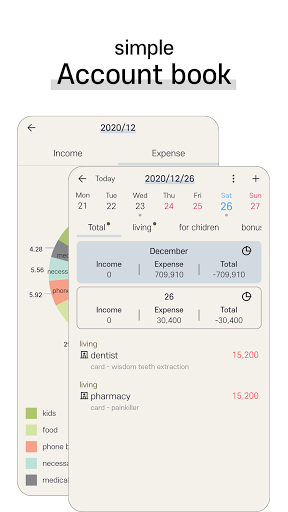 simple
Account book
2020/12
Income Expense
4.28
5.56
5.92
necess
phone
kids
food
phone b
necessa
medical
Today 2020/12/26
Mon Tue Wed Thu Fri Sat Sun
21 22 23 24 25 26 27
Total living for chidren bonus
December
Income Expense Total
0 709,910 -709,910
26
Income Expense Total
0 30,400 -30,400
living
dentist 15,200
card - wisdom teeth extraction
living
pharmacy 15,200
card - painkiller